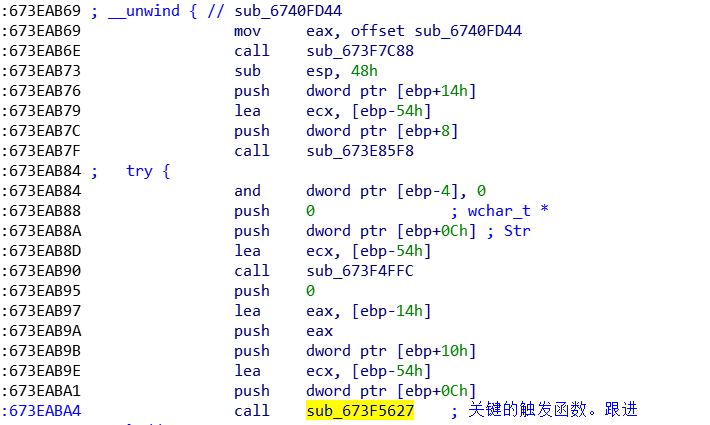 :673EAB69 ; __unwind { // sub_6740FD44
:673EAB69 mov eax, offset sub_6740FD44
:673EAB6E call sub_673F7C88
:673EAB73 sub esp, 48h
:673EAB76 push dword ptr [ebp+14h]
:673EAB79 lea ecx, [ebp-54h]
:673EAB7C push dword ptr [ebp+8]
:673EAB7F call sub_673E85F8
:673EAB84 ; try {
:673EAB84 and dword ptr [ebp-4], 0
:673EAB88 push 0 ; wchar_t *
:673EAB8A push dword ptr [ebp+0Ch] ; Str
:673EAB8D lea ecx, [ebp-54h]
:673EAB90 call sub_673F4FFC
:673EAB95 push 0
:673EAB97 lea eax, [ebp-14h]
:673EAB9A push eax
:673EAB9B push dword ptr [ebp+10h]
:673EAB9E lea ecx, [ebp-54h]
:673EABA1 push dword ptr [ebp+0Ch]
:673EABA4 call sub_673F5627 ; 关键的触发函数。跟进